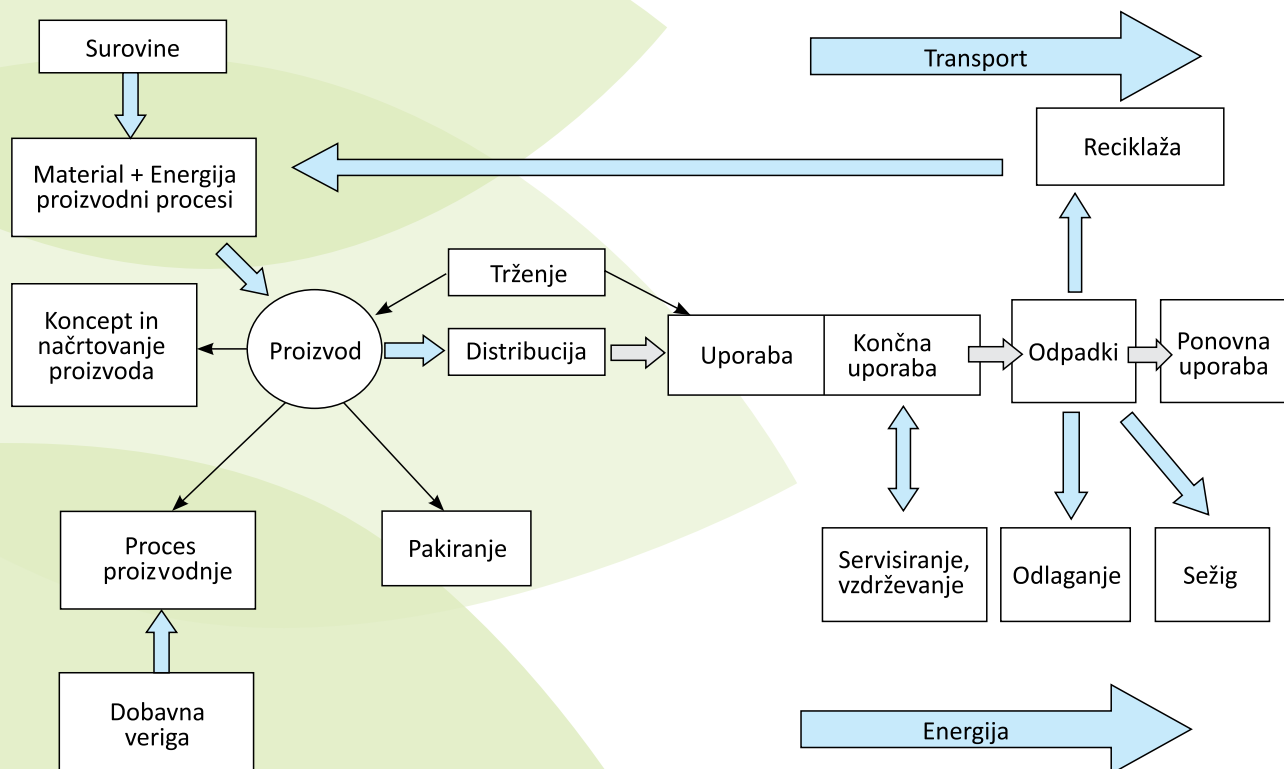 Surovine
Transport
Reciklaža
Material + Energija
proizvodni procesi
Trženje
Koncept in
načrtovanje
proizvoda
Proizvod
Distribucija
Uporaba
Končna
uporaba
Odpadki
Ponovna
uporaba
Proces
proizvodnje
Pakiranje
Servisiranje,
vzdrževanje
Odlaganje
Sežig
Dobavna
veriga
Energija